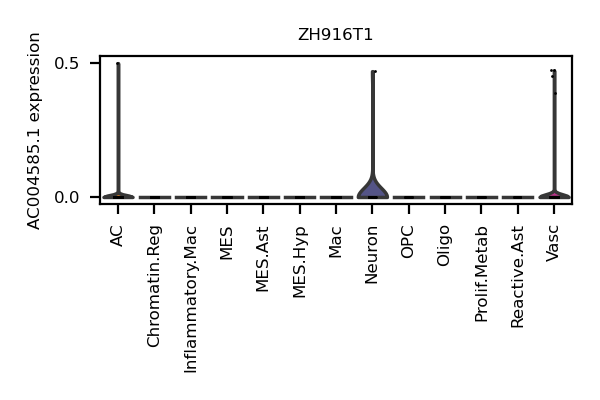 ZH916T1
AC004585.1 expression
0.5
0.0
AC
Chromatin.Reg
Inflammatory.Mac
MES
MES.Ast
MES.Hyp
Mac
Neuron
OPC
Oligo
Prolif.Metab
Reactive.Ast
Vasc